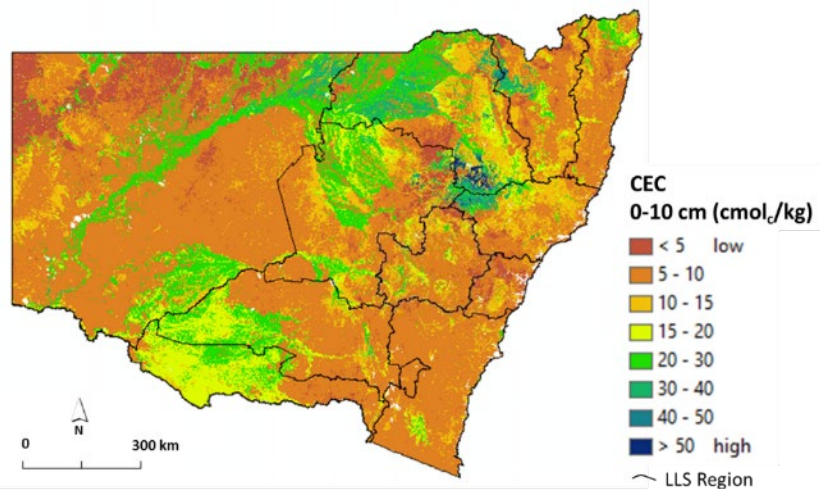 CEC
0-10 cm (cmolc/kg)
< 5 low
5 - 10
10 - 15
15 - 20
20 - 30
30 - 40
40 - 50
> 50 high
LLS Region
N
0 300 km